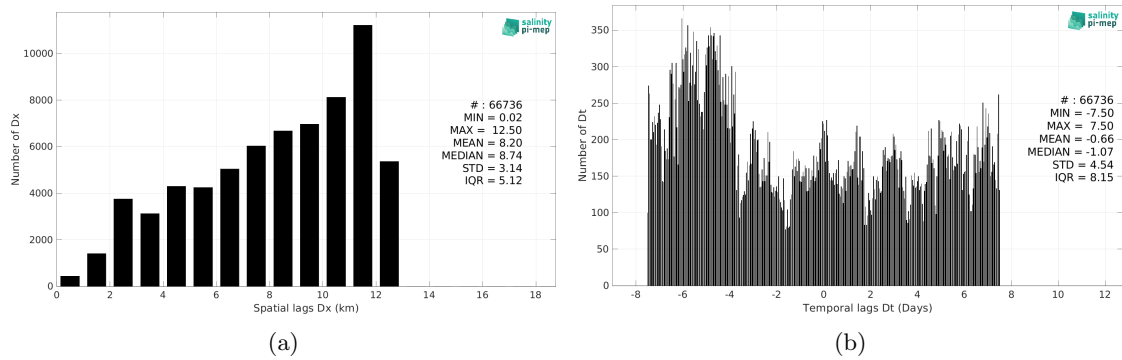 salinity
pi-mep
10000
8000
6000
4000
2000
0
Number of Dx
# : 66736
MIN = 0.02
MAX = 12.50
MEAN = 8.20
MEDIAN = 8.74
STD = 3.14
IQR = 5.12
0 2 4 6 8 10 12 14 16 18
Spatial lags Dx (km)
(a)
salinity
pi-mep
350
300
250
200
150
100
50
0
Number of Dt
# : 66736
MIN = -7.50
MAX = 7.50
MEAN = -0.66
MEDIAN = -1.07
STD = 4.54
IQR = 8.15
-8 -6 -4 -2 0 2 4 6 8 10 12
Temporal lags Dt (Days)
(b)